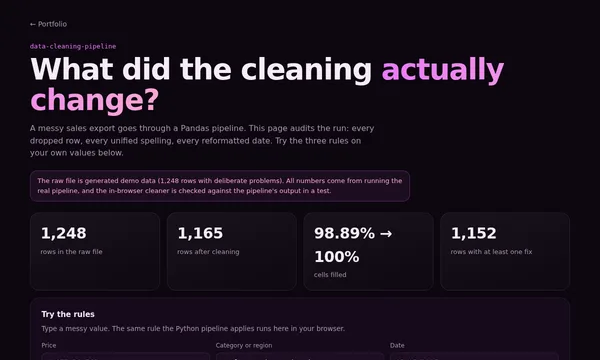 ← Portfolio
data-cleaning-pipeline
What did the cleaning actually
change?
A messy sales export goes through a Pandas pipeline. This page audits the run: every
dropped row, every unified spelling, every reformatted date. Try the three rules on
your own values below.
The raw file is generated demo data (1,248 rows with deliberate problems). All numbers come from running the
real pipeline, and the in-browser cleaner is checked against the pipeline's output in a test.
1,248
rows in the raw file
1,165
rows after cleaning
98.89% →
100%
cells filled
1,152
rows with at least one fix
Try the rules
Type a messy value. The same rule the Python pipeline applies runs here in your browser.
Price
Category or region
Date